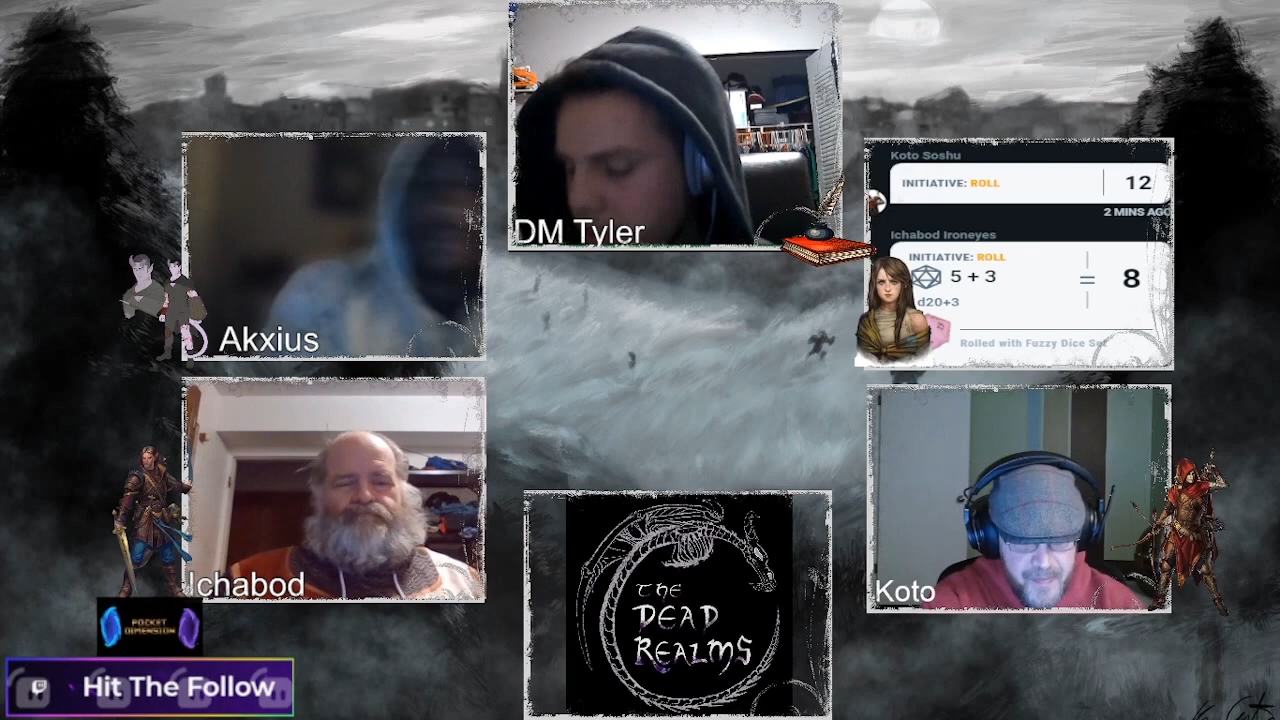 DM Tyler
Akxius
Koto Soshu
INITIATIVE: ROLL
12
2 MINS AGO
Ichabod Ironeyes
INITIATIVE: ROLL
5 + 3
=
8
d20+3
Rolled with Fuzzy Dice Set
Ichabod
Koto
THE
DEAD
REALMS
POCKET
DIMENSION
Hit The Follow